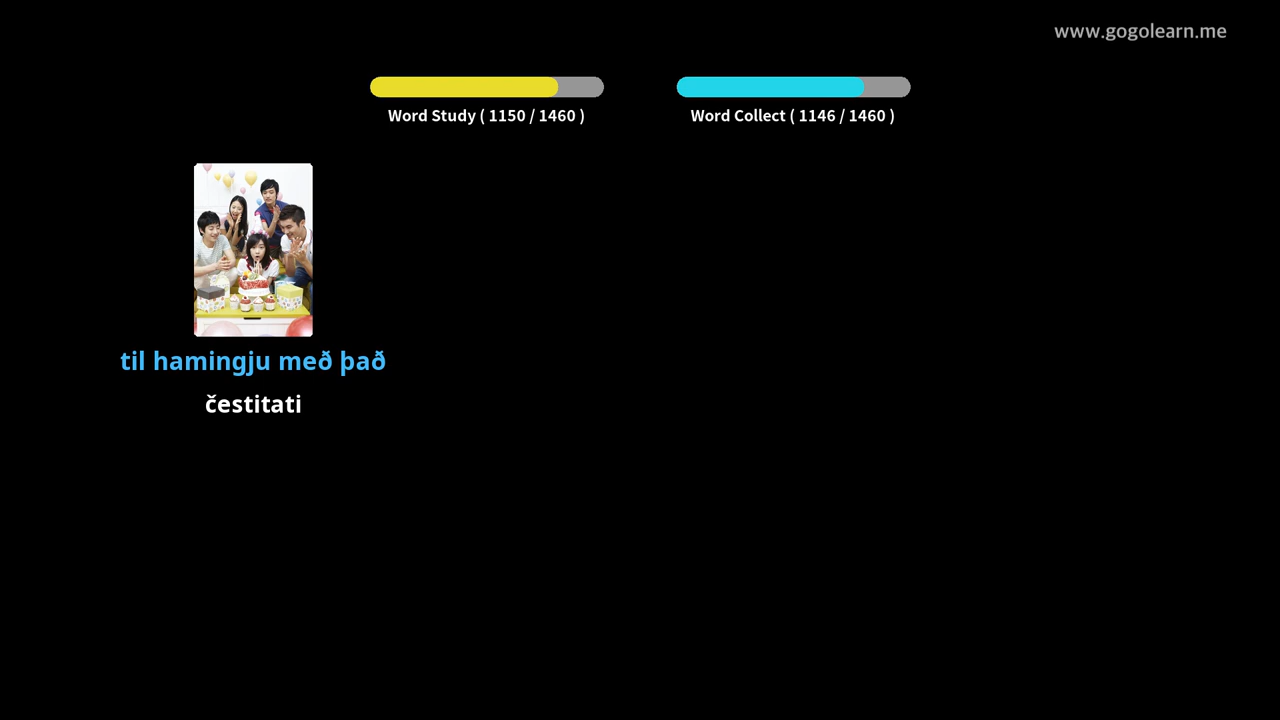 www.gogolearn.me
Word Study ( 1150 / 1460 )
Word Collect ( 1146 / 1460 )
til hamingju með það
čestitati